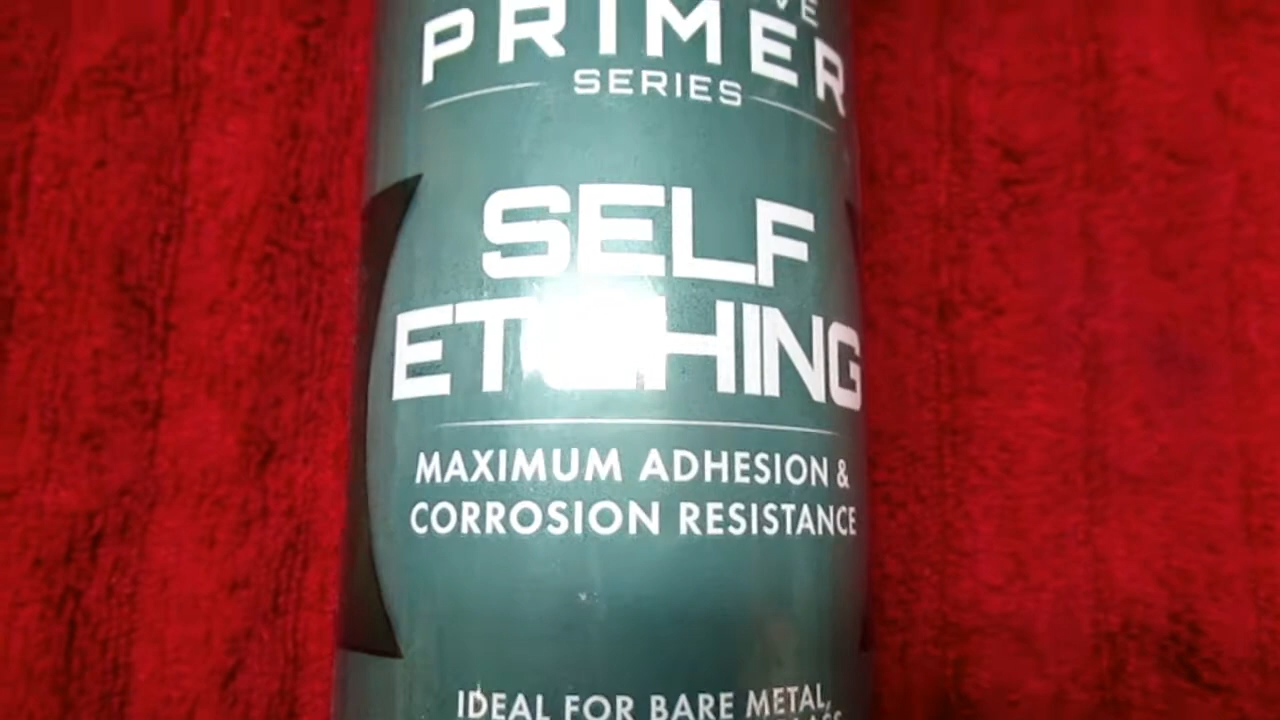 PRIMER
SERIES
SELF
ETCHING
MAXIMUM ADHESION &
CORROSION RESISTANCE
IDEAL FOR BARE METAL,